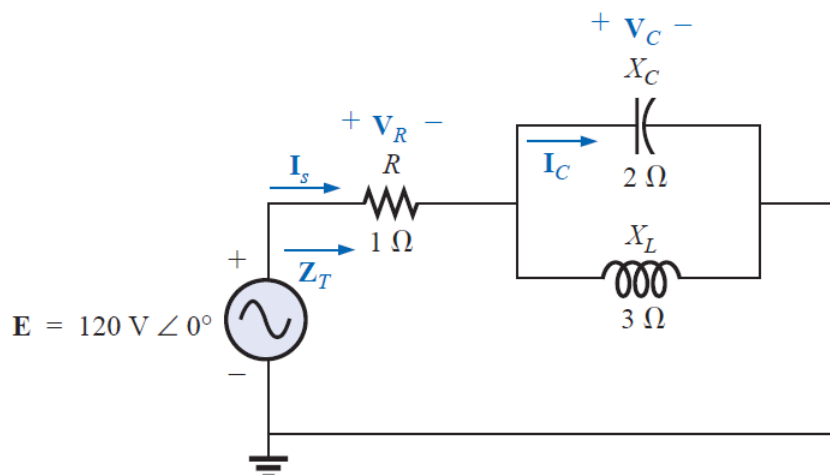 + V_C −
X_C
+ V_R −
I_s
R
I_C
2 Ω
1 Ω
X_L
+
Z_T
3 Ω
E = 120 V ∠ 0°
−